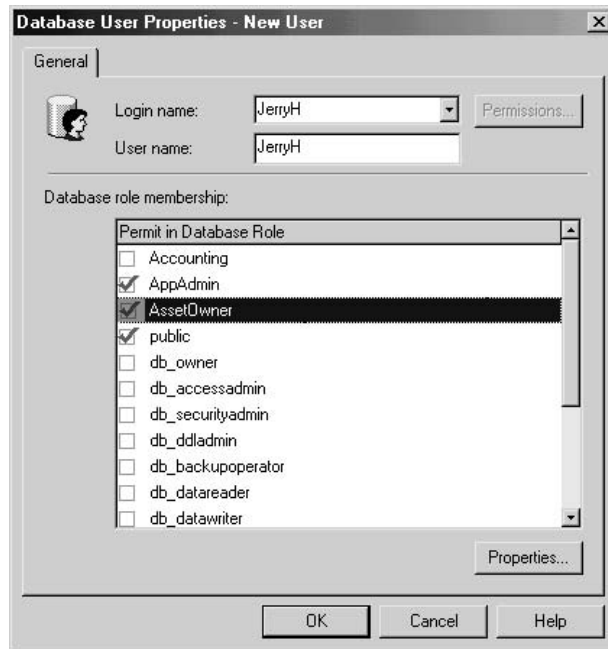 Database User Properties - New User
General
Login name: JerryH Permissions...
User name: JerryH
Database role membership:
Permit in Database Role
Accounting
AppAdmin
AssetOwner
public
db_owner
db_accessadmin
db_securityadmin
db_ddladmin
db_backupoperator
db_datareader
db_datawriter
Properties...
OK Cancel Help